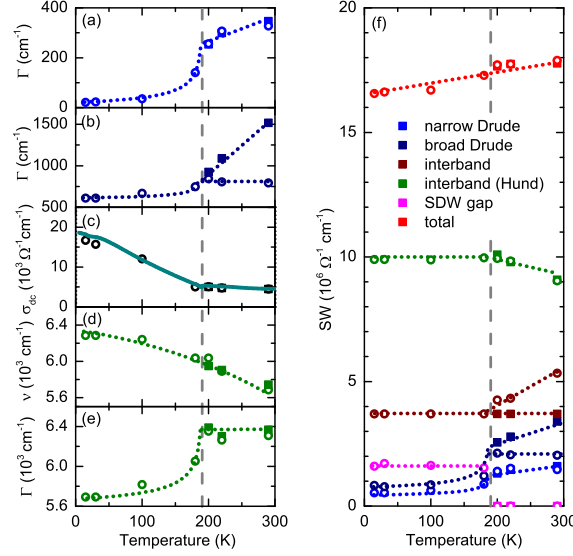 (a)
Γ (cm⁻¹)
400
200
0
(b)
Γ (cm⁻¹)
1500
1000
500
(c)
σdc (10³ Ω⁻¹cm⁻¹)
20
15
10
5
0
(d)
ν (10³ cm⁻¹)
6.4
6.0
5.6
(e)
Γ (10³ cm⁻¹)
6.4
6.0
5.6
0 100 200 300
Temperature (K)
(f)
SW (10⁶ Ω⁻¹ cm⁻¹)
20
15
10
5
0
narrow Drude
broad Drude
interband
interband (Hund)
SDW gap
total
0 100 200 300
Temperature (K)